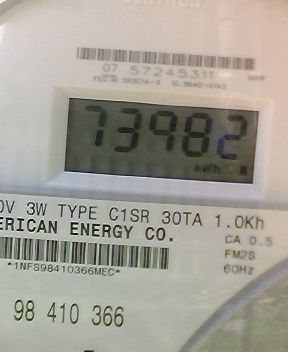 07 57245311
73982
kWh
0V 3W TYPE C1SR 30TA 1.0Kh
ERICAN ENERGY CO.
CA 0.5
FM2S
60Hz
*1NFS98410366MEC*
98 410 366